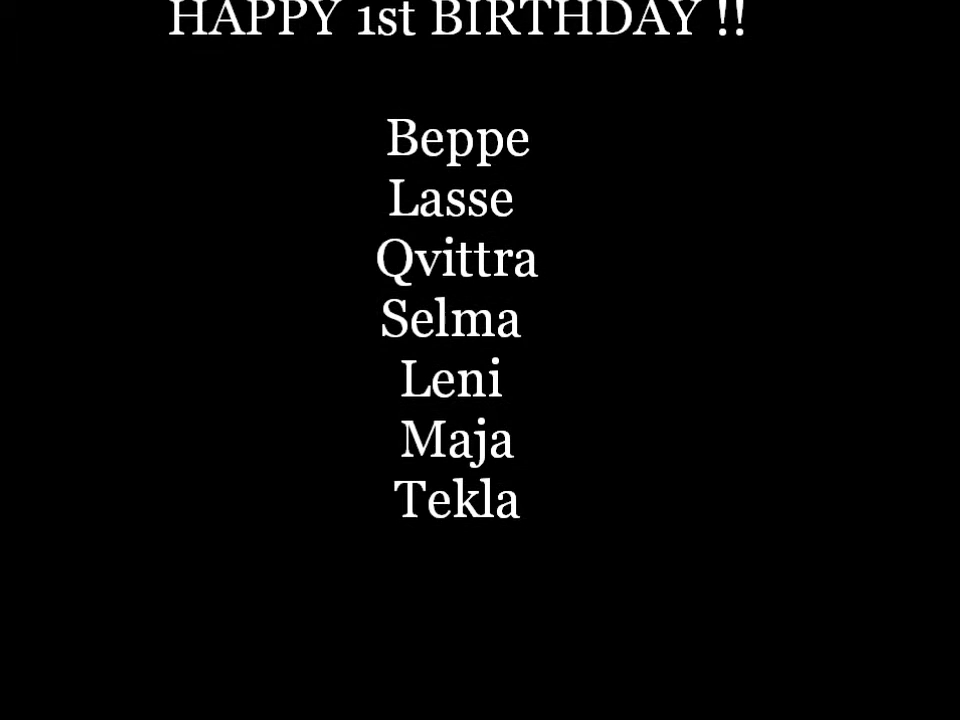 HAPPY 1st BIRTHDAY !!
Beppe
Lasse
Qvittra
Selma
Leni
Maja
Tekla